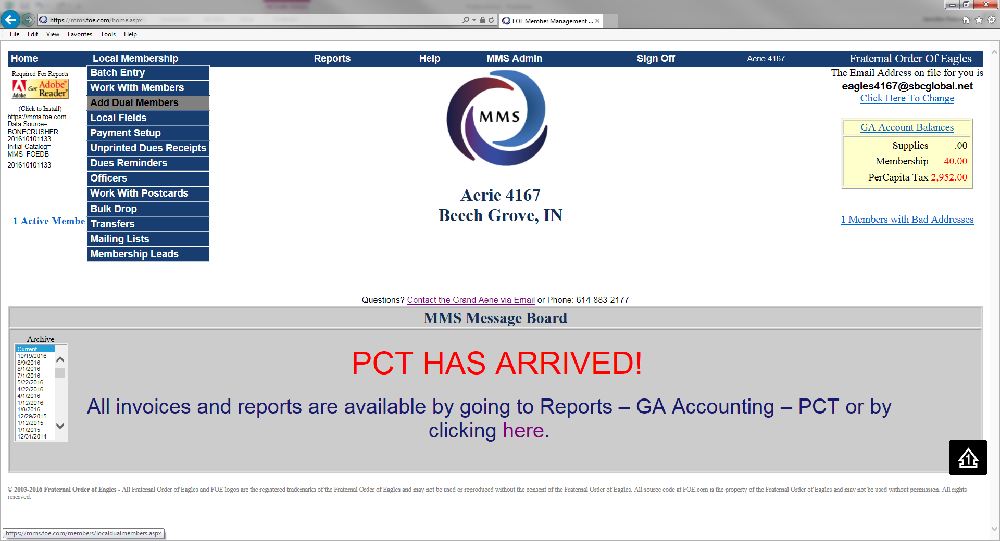 https://mms.foe.com/home.aspx
FOE Member Management ...
File Edit View Favorites Tools Help
Home Local Membership Reports Help MMS Admin Sign Off Aerie 4167 Fraternal Order Of Eagles
Required For Reports
Adobe Get Adobe® Reader®
(Click to Install)
https://mms.foe.com
Data Source=
BONECRUSHER
201610101133
Initial Catalog=
MMS_FOEDB
201610101133
1 Active Member
Batch Entry
Work With Members
Add Dual Members
Local Fields
Payment Setup
Unprinted Dues Receipts
Dues Reminders
Officers
Work With Postcards
Bulk Drop
Transfers
Mailing Lists
Membership Leads
MMS
Aerie 4167
Beech Grove, IN
The Email Address on file for you is
eagles4167@sbcglobal.net
Click Here To Change
GA Account Balances
Supplies .00
Membership 40.00
PerCapita Tax 2,952.00
1 Members with Bad Addresses
Questions? Contact the Grand Aerie via Email or Phone: 614-883-2177
MMS Message Board
Archive
Current
10/19/2016
8/9/2016
8/1/2016
7/1/2016
5/22/2016
4/22/2016
4/1/2016
1/12/2016
1/8/2016
12/29/2015
1/12/2015
1/1/2015
12/31/2014
PCT HAS ARRIVED!
All invoices and reports are available by going to Reports – GA Accounting – PCT or by
clicking here.
1
© 2003-2016 Fraternal Order of Eagles - All Fraternal Order of Eagles and FOE logos are the registered trademarks of the Fraternal Order of Eagles and may not be used or reproduced without the consent of the Fraternal Order of Eagles. All source code at FOE.com is the property of the Fraternal Order of Eagles and may not be used without permission. All rights
reserved.
https://mms.foe.com/members/localdualmembers.aspx